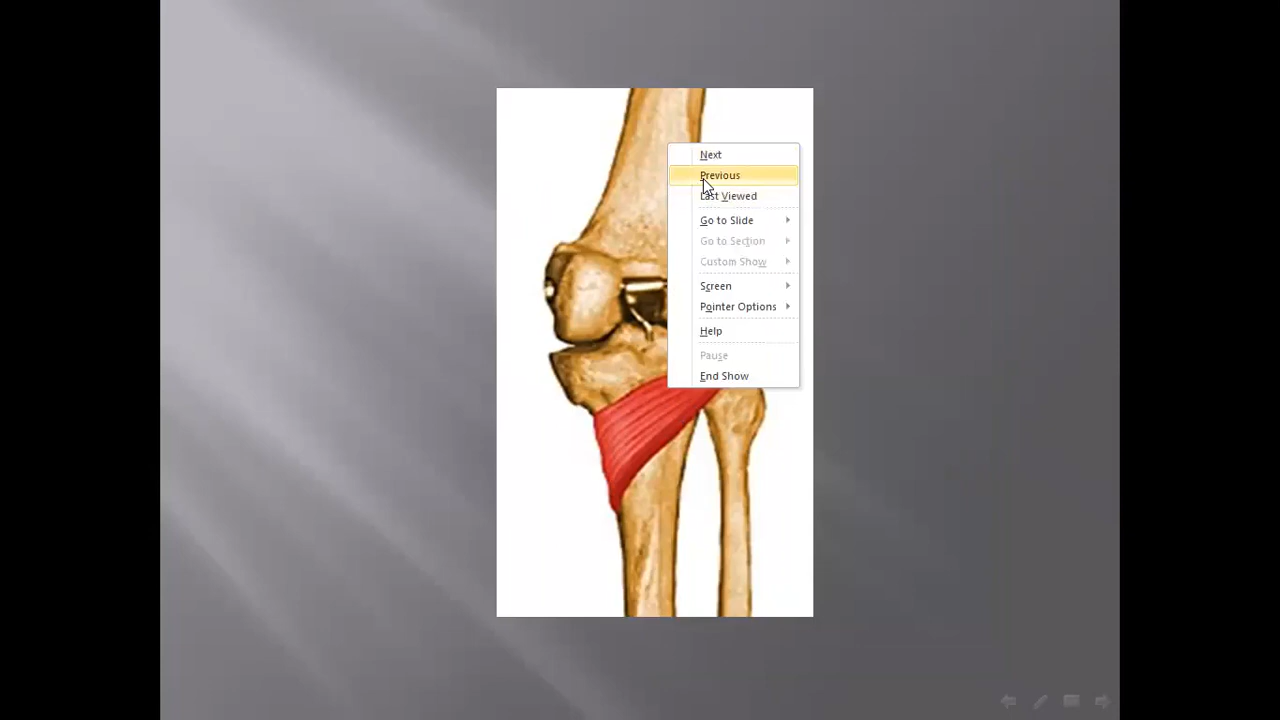 Next
Previous
Last Viewed
Go to Slide
Go to Section
Custom Show
Screen
Pointer Options
Help
Pause
End Show